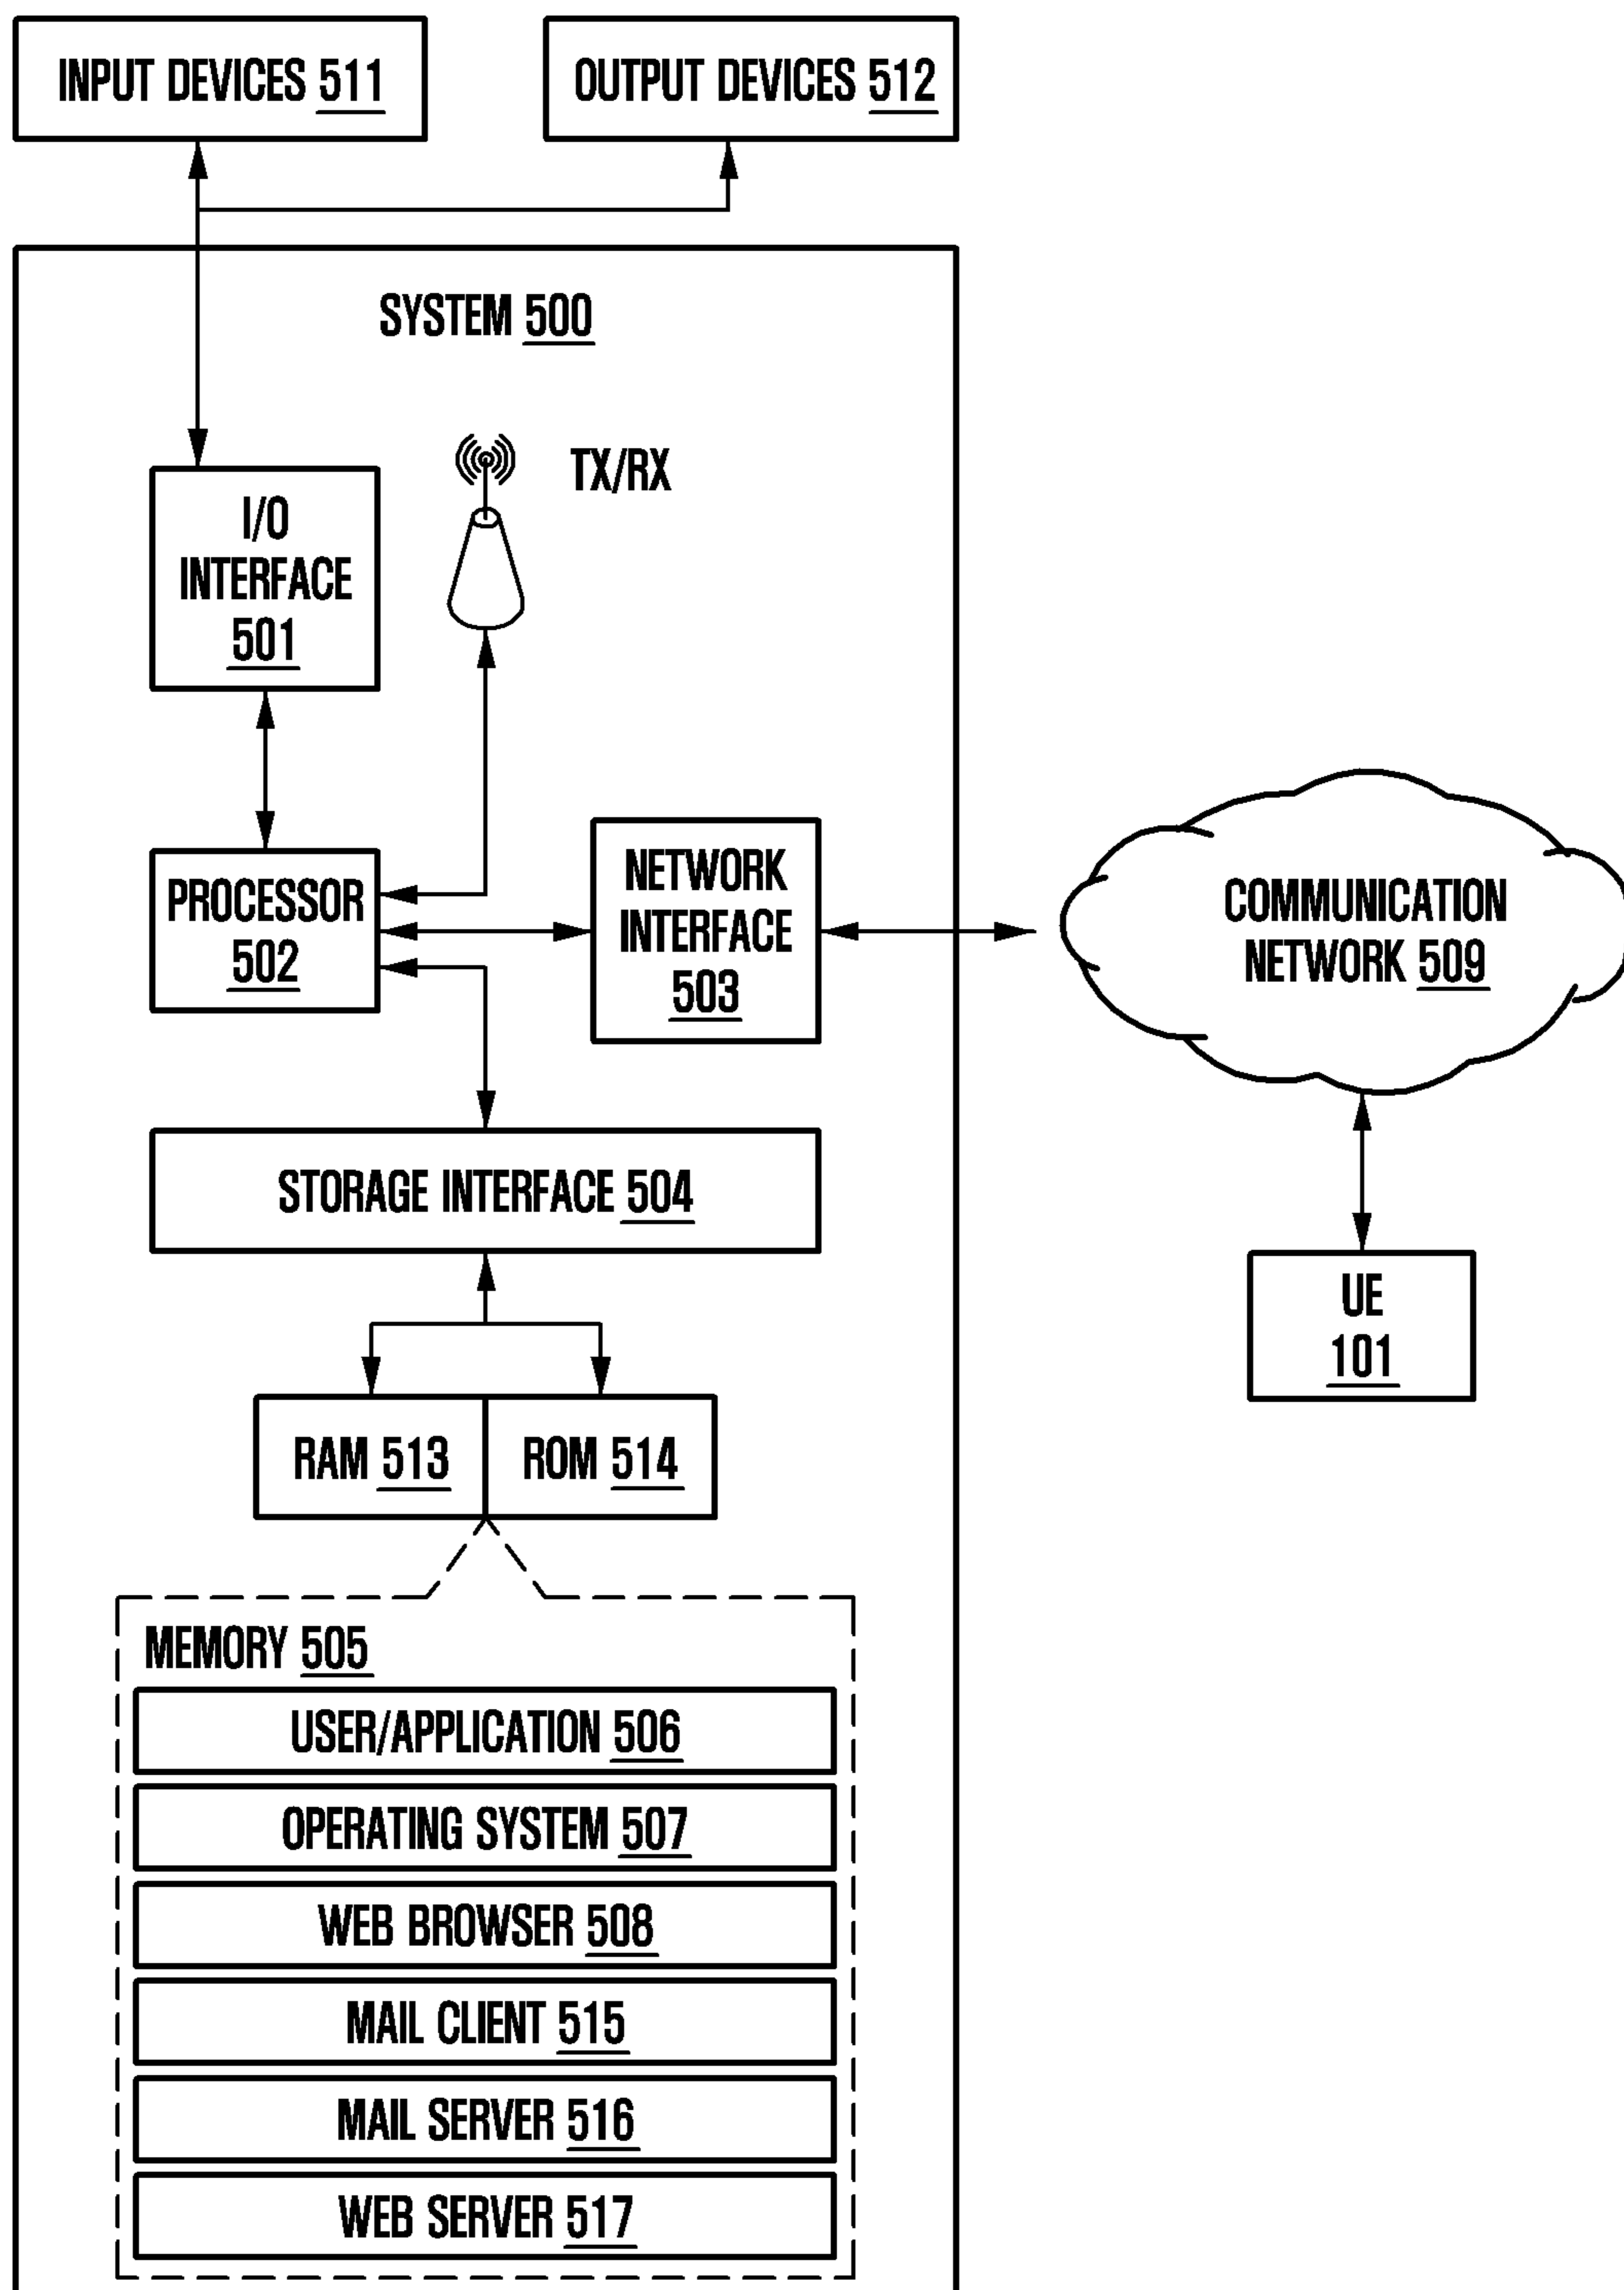 INPUT DEVICES 511
OUTPUT DEVICES 512
SYSTEM 500
TX/RX
I/O
INTERFACE
501
PROCESSOR
502
NETWORK
INTERFACE
503
COMMUNICATION
NETWORK 509
STORAGE INTERFACE 504
UE
101
RAM 513
ROM 514
MEMORY 505
USER/APPLICATION 506
OPERATING SYSTEM 507
WEB BROWSER 508
MAIL CLIENT 515
MAIL SERVER 516
WEB SERVER 517